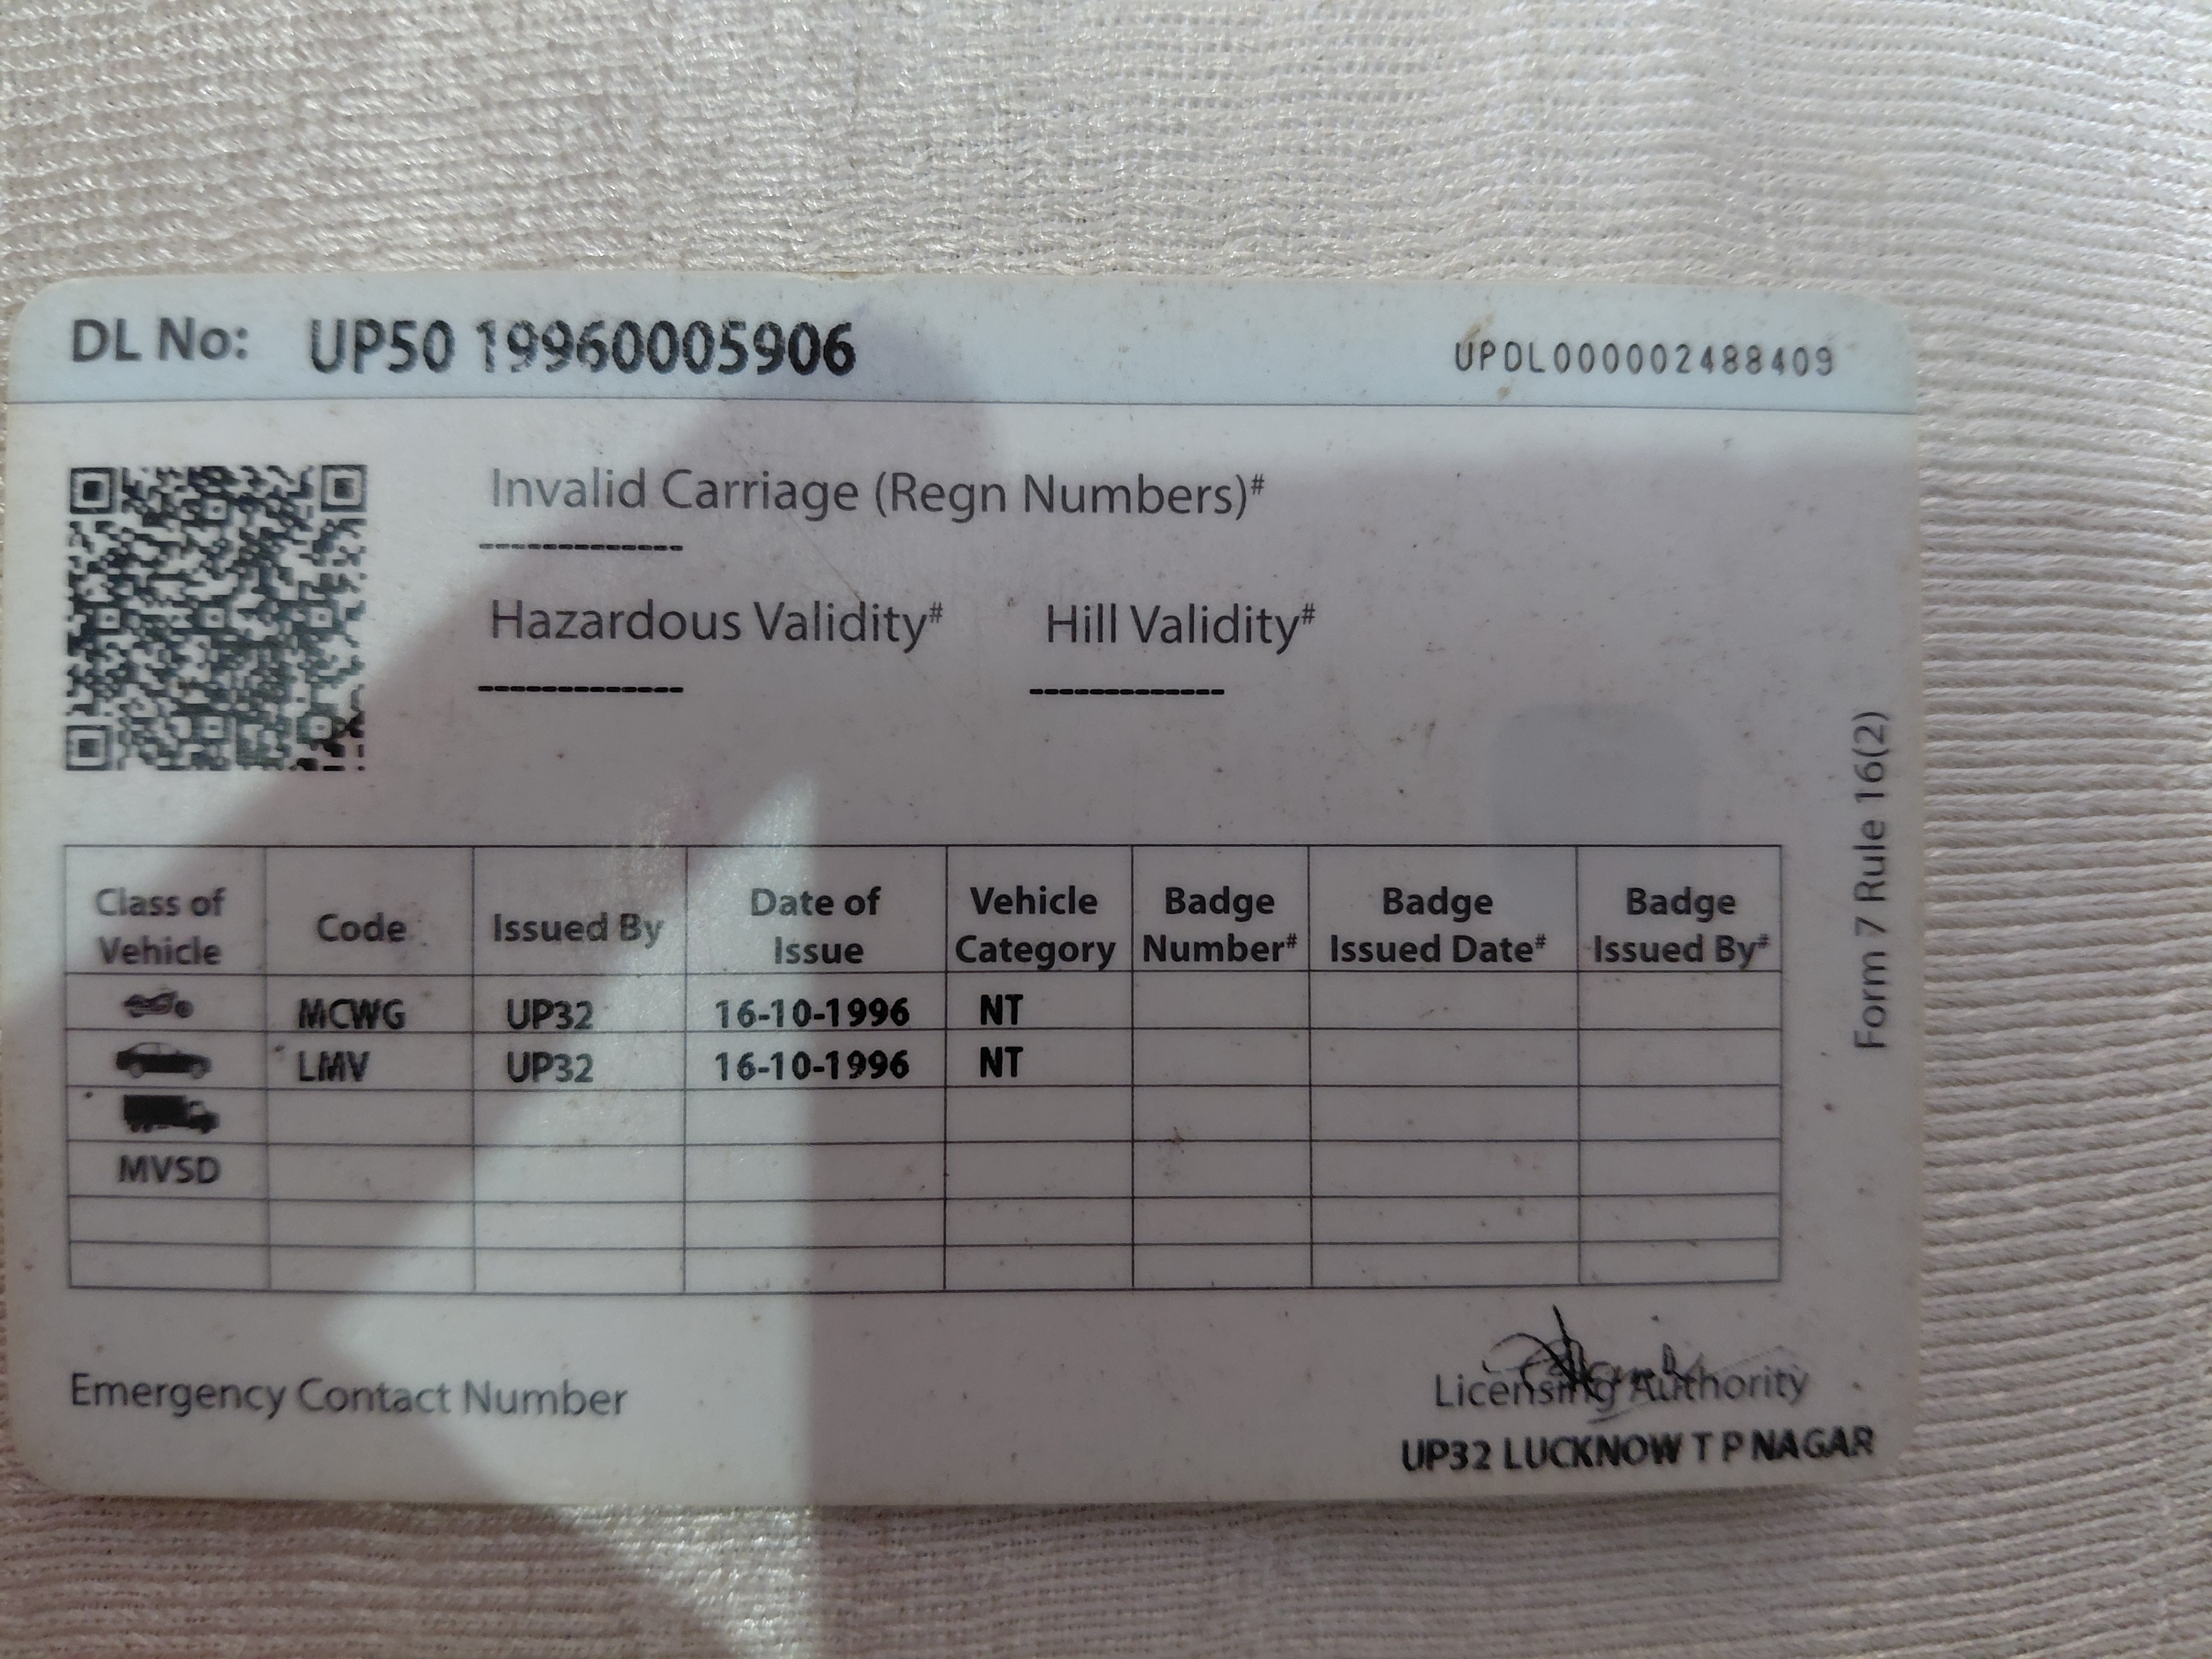 DL No: UP50 19960005906 UPDL000002488409
Invalid Carriage (Regn Numbers)#
-------------
Hazardous Validity# Hill Validity#
------------- -------------
Form 7 Rule 16(2)
Class of Vehicle Code Issued By Date of Issue Vehicle Category Badge Number# Badge Issued Date# Badge Issued By#
MCWG UP32 16-10-1996 NT
LMV UP32 16-10-1996 NT
MVSD
Emergency Contact Number Licensing Authority
UP32 LUCKNOW T P NAGAR